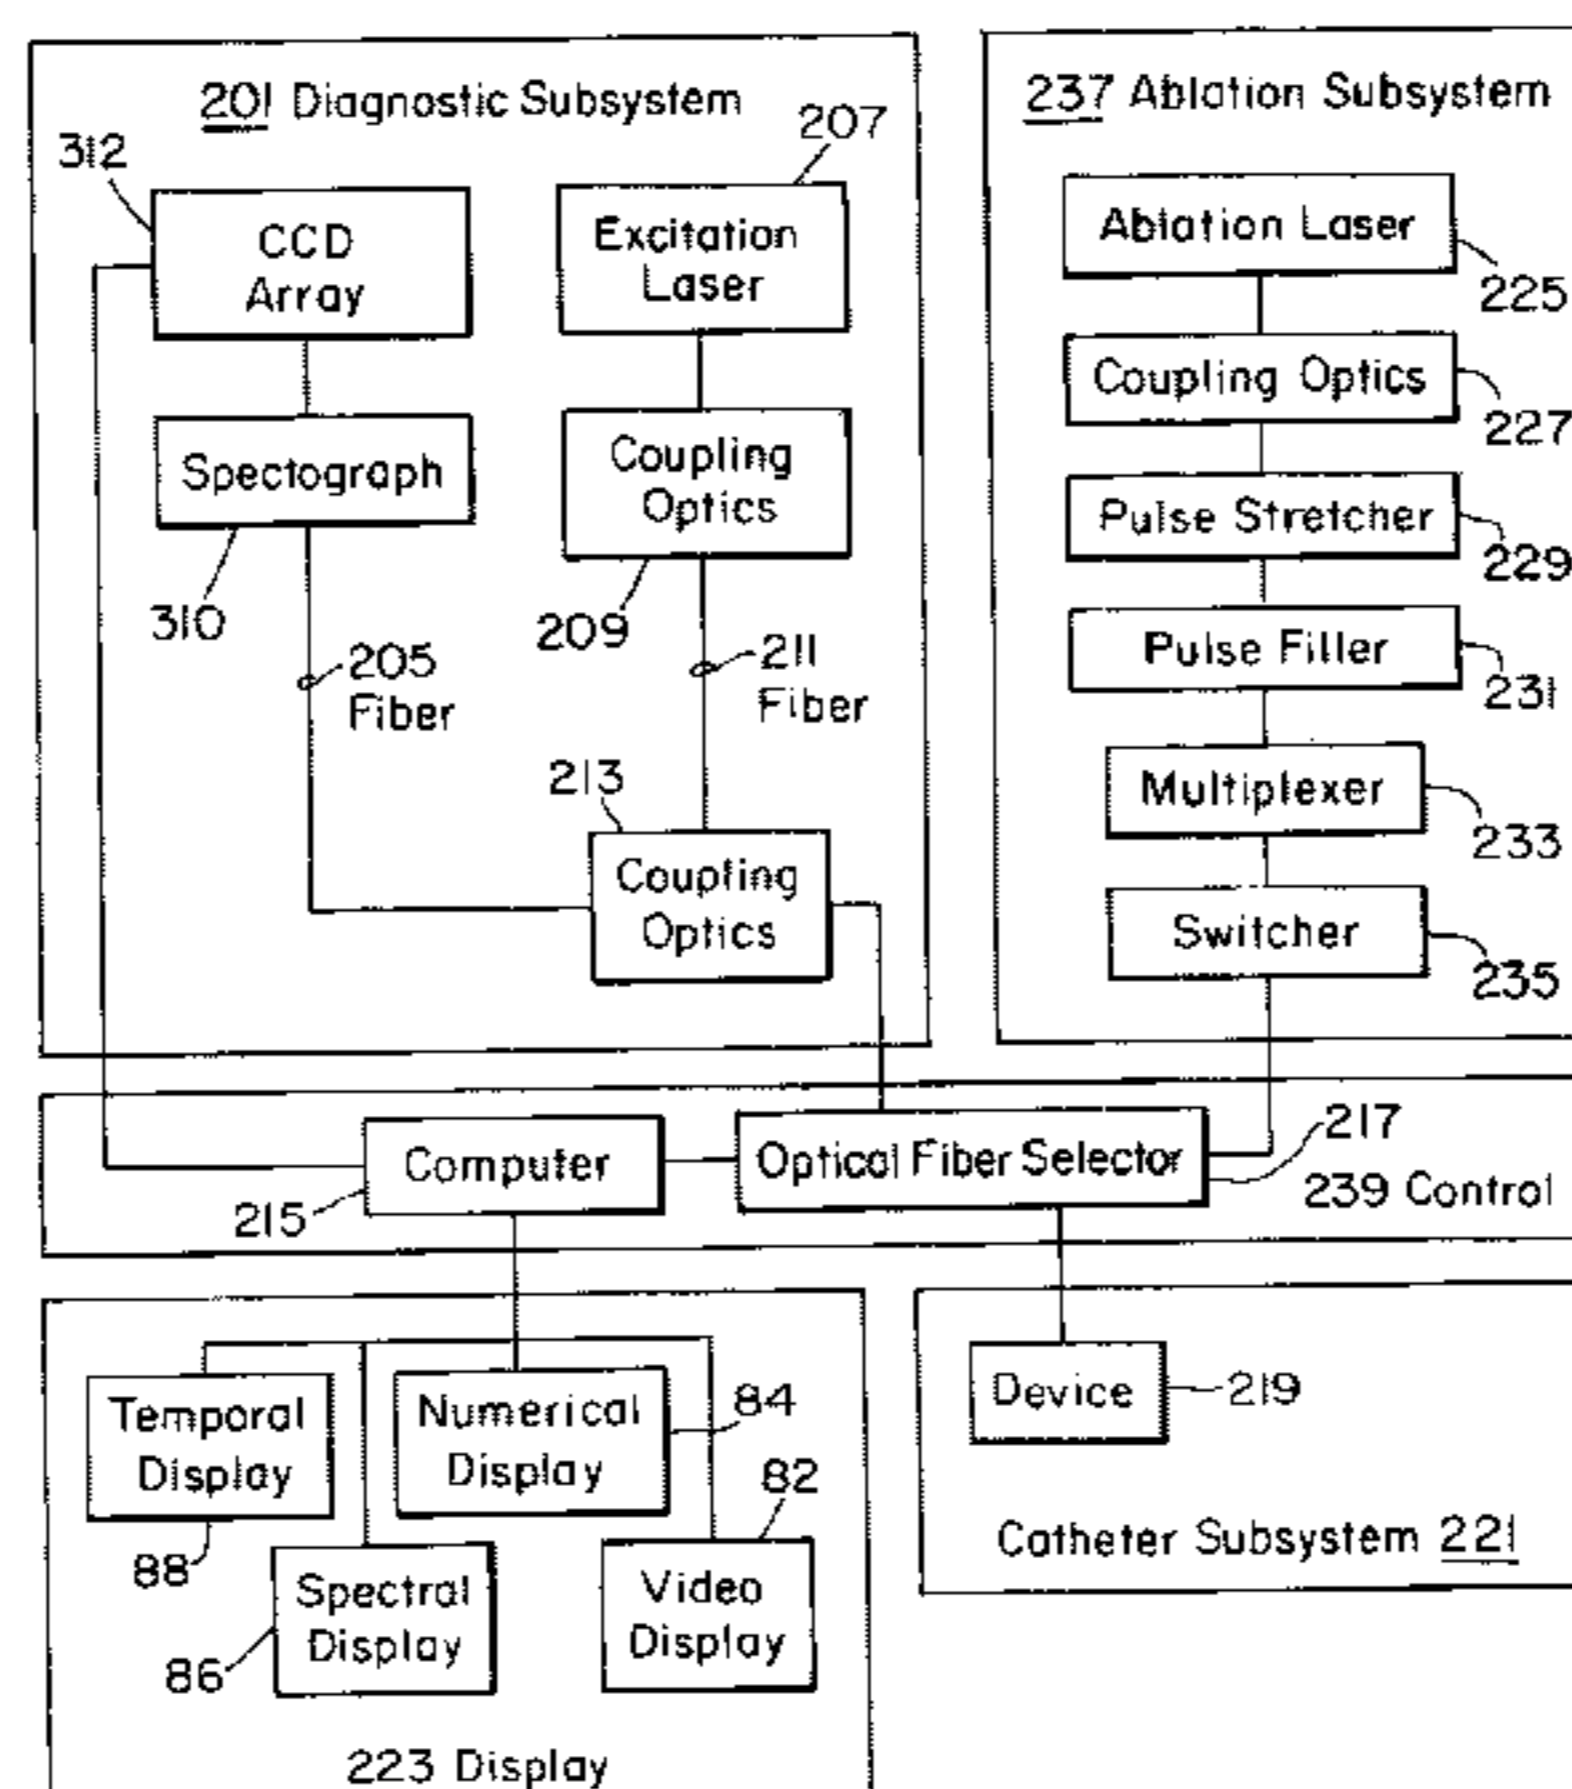 201 Diagnostic Subsystem
312
207
CCD
Array
Excitation
Laser
Spectograph
Coupling
Optics
310
209
205
Fiber
211
Fiber
213
Coupling
Optics
237 Ablation Subsystem
Ablation Laser
225
Coupling Optics
227
Pulse Stretcher
229
Pulse Filler
231
Multiplexer
233
Switcher
235
Computer
215
Optical Fiber Selector
217
239 Control
Temporal
Display
88
Numerical
Display
84
82
Spectral
Display
86
Video
Display
223 Display
Device
219
Catheter Subsystem 221